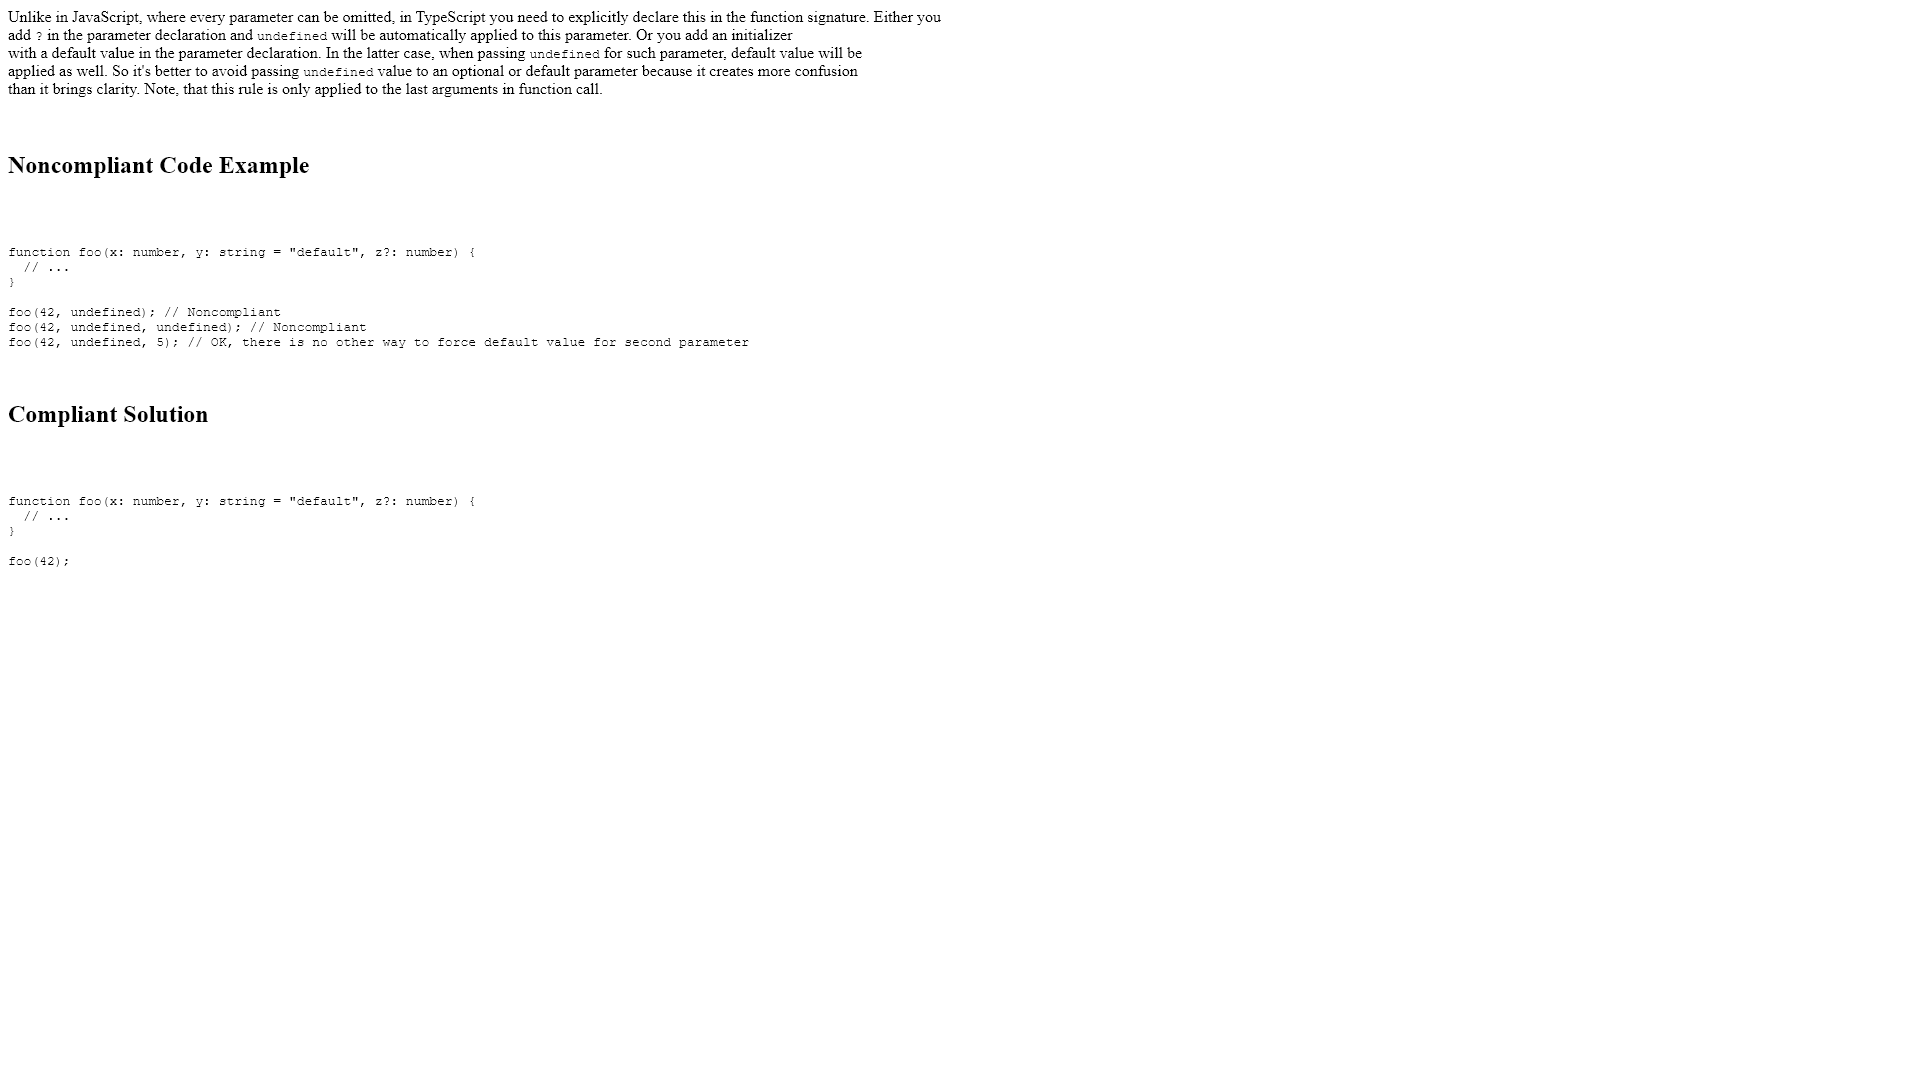 Unlike in JavaScript, where every parameter can be omitted, in TypeScript you need to explicitly declare this in the function signature. Either you
add ? in the parameter declaration and undefined will be automatically applied to this parameter. Or you add an initializer
with a default value in the parameter declaration. In the latter case, when passing undefined for such parameter, default value will be
applied as well. So it's better to avoid passing undefined value to an optional or default parameter because it creates more confusion
than it brings clarity. Note, that this rule is only applied to the last arguments in function call.
Noncompliant Code Example
function foo(x: number, y: string = "default", z?: number) {
  // ...
}
foo(42, undefined); // Noncompliant
foo(42, undefined, undefined); // Noncompliant
foo(42, undefined, 5); // OK, there is no other way to force default value for second parameter
Compliant Solution
function foo(x: number, y: string = "default", z?: number) {
  // ...
}
foo(42);